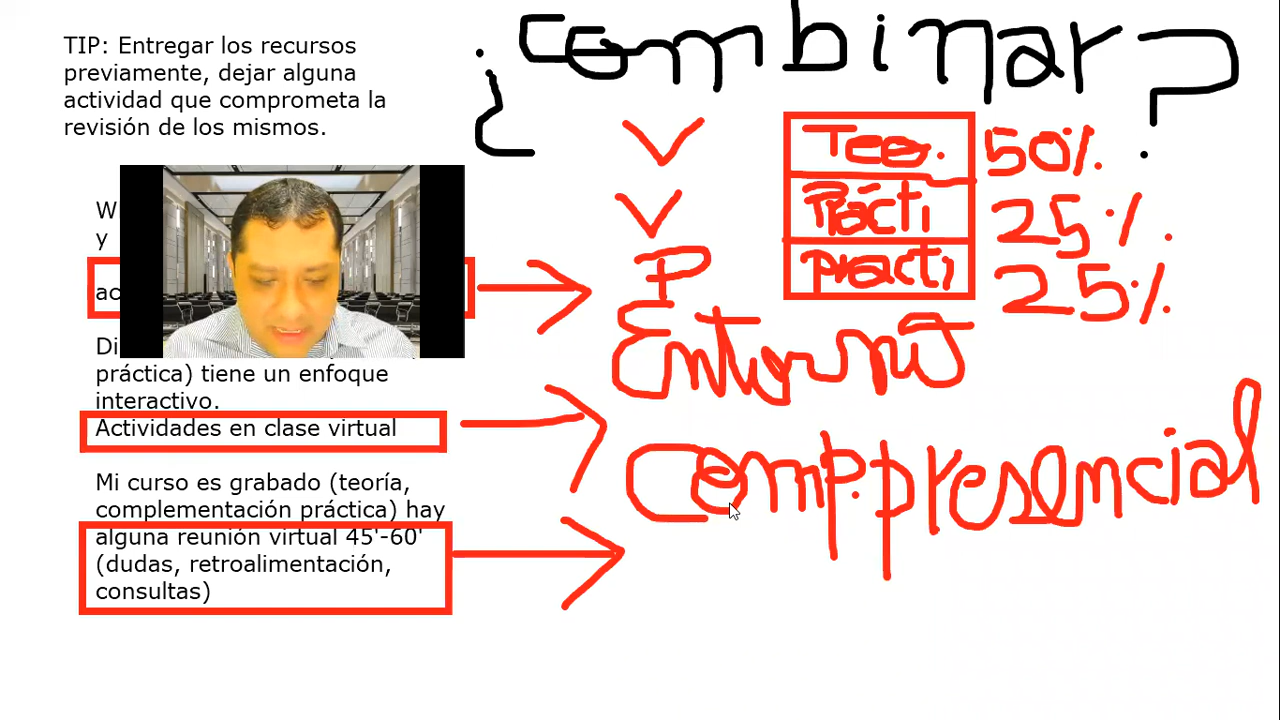 TIP: Entregar los recursos
previamente, dejar alguna
actividad que comprometa la
revisión de los mismos.
W
y
ac
Di
práctica) tiene un enfoque
interactivo.
Actividades en clase virtual
Mi curso es grabado (teoría,
complementación práctica) hay
alguna reunión virtual 45'-60'
(dudas, retroalimentación,
consultas)
¿combinar?
Teo. 50%.
Prácti 25%.
practi 25%.
P
Entorno
Comp. presencial